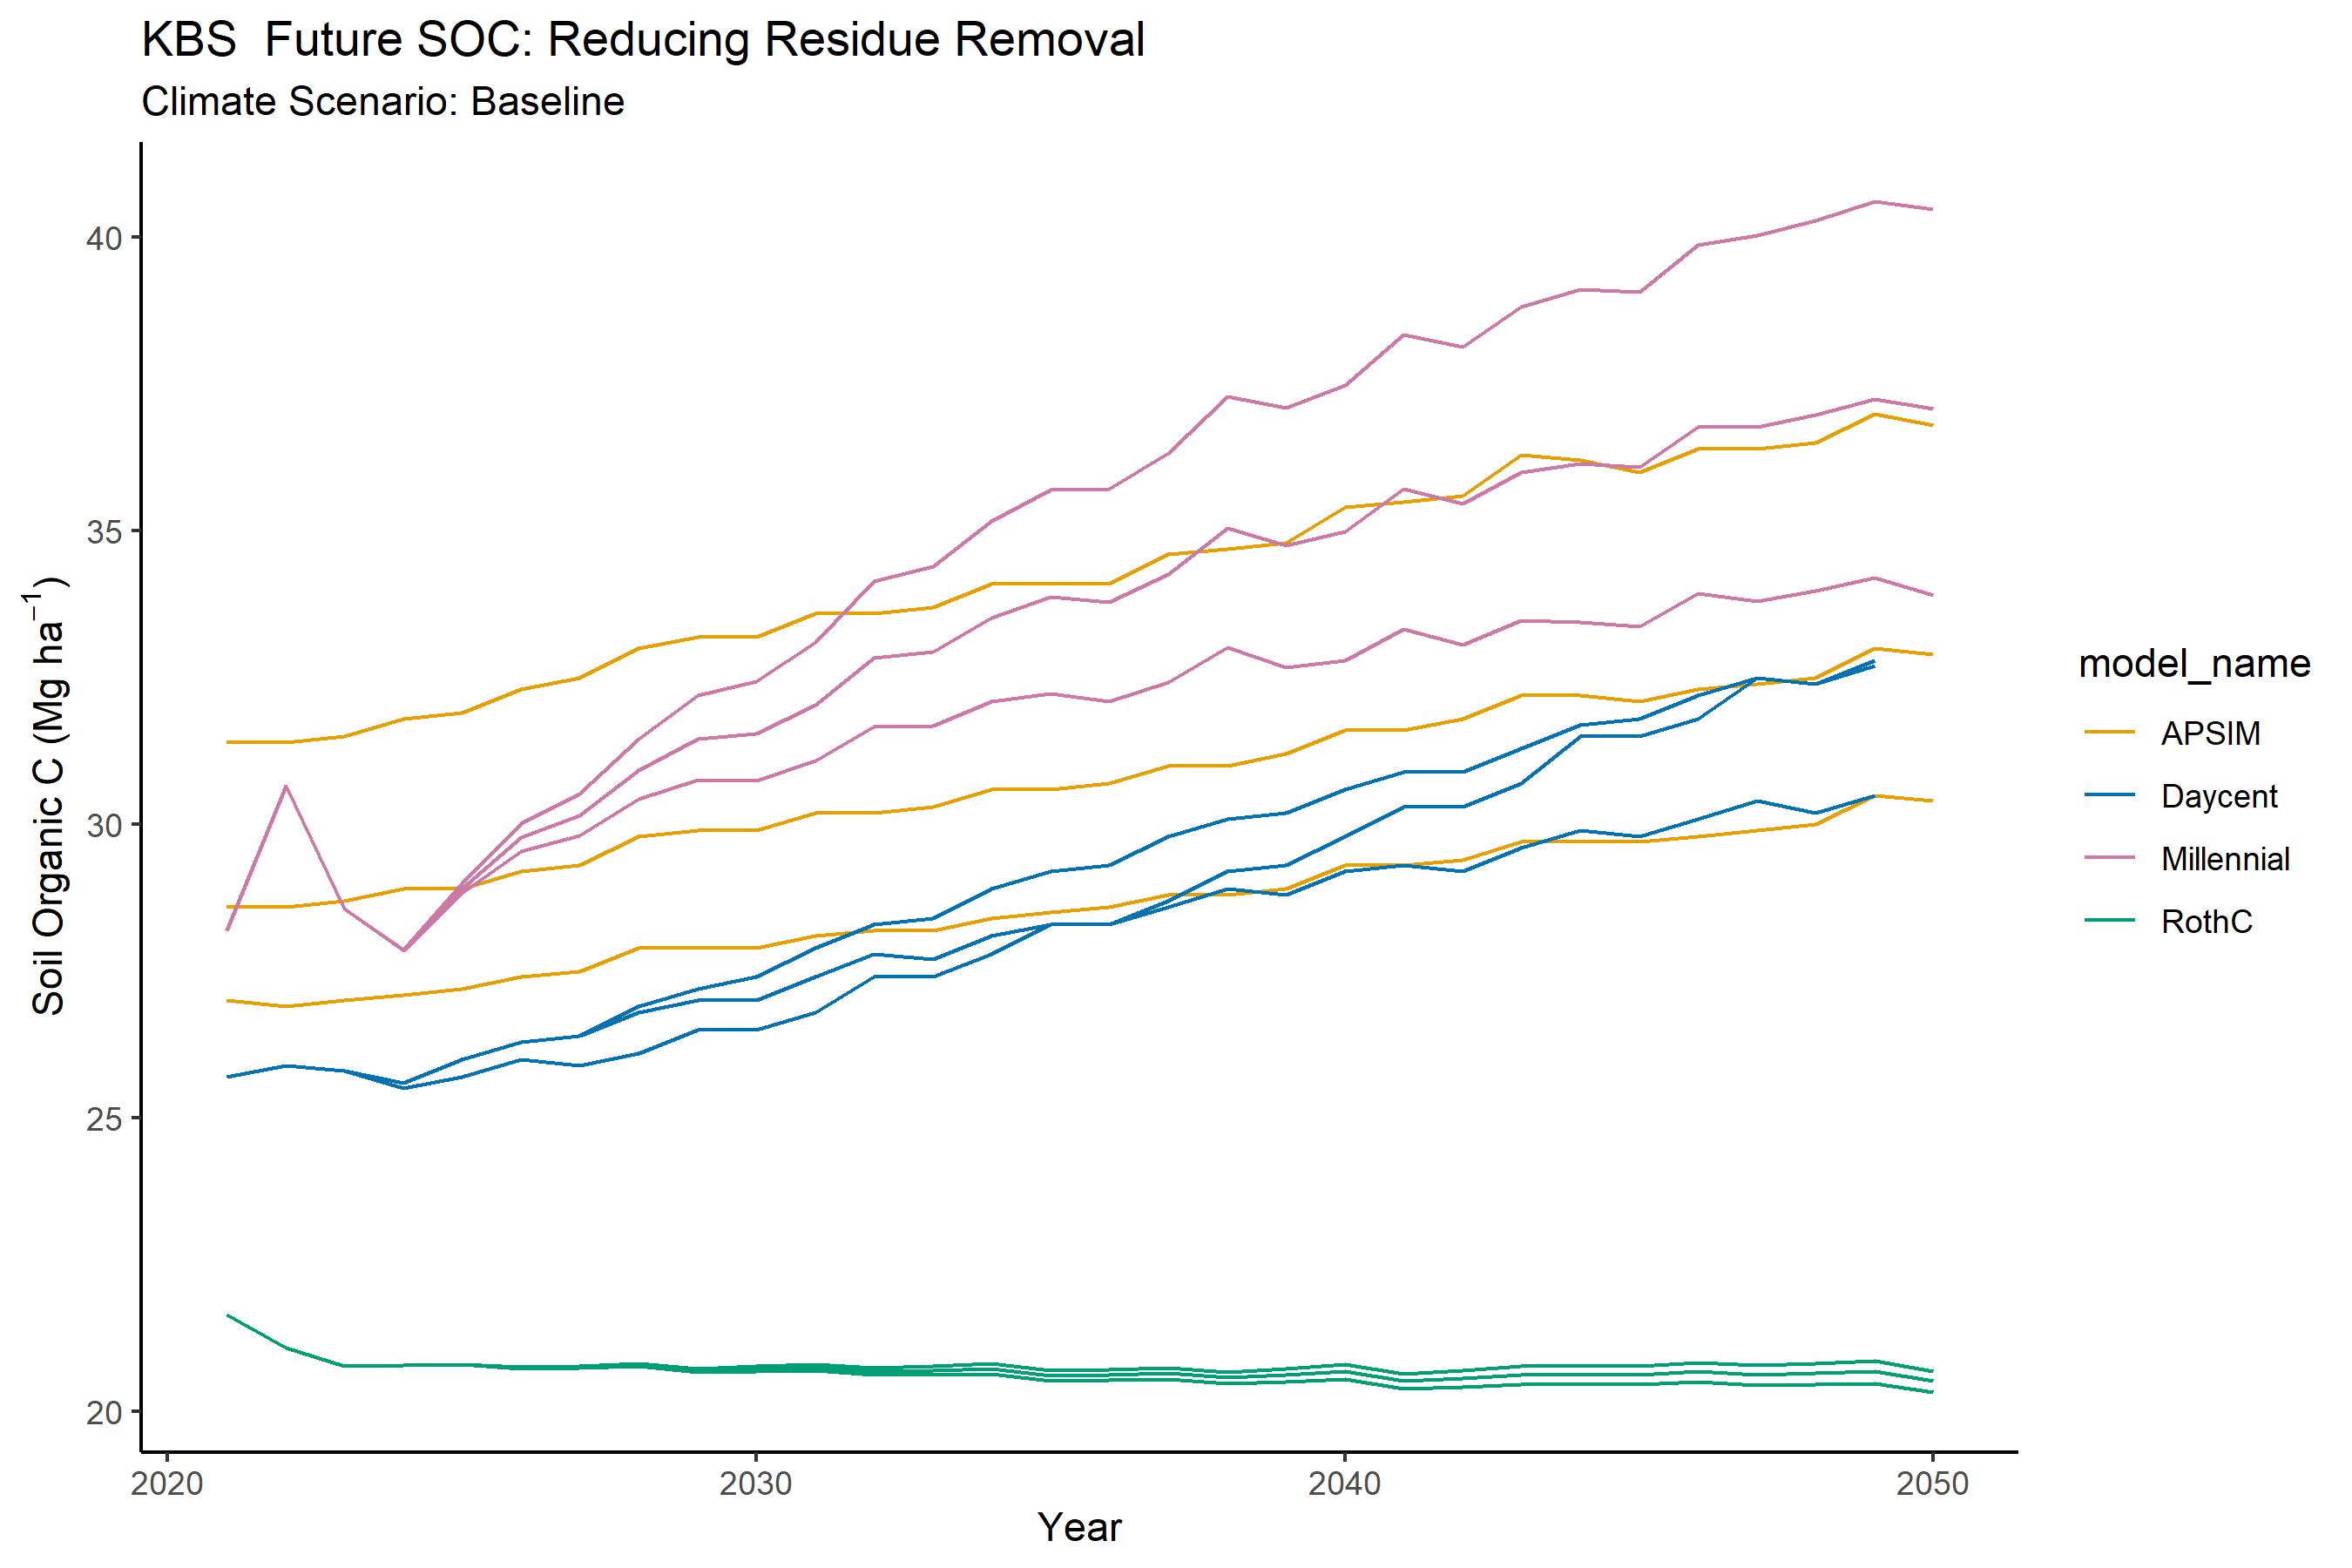 KBS  Future SOC: Reducing Residue Removal
Climate Scenario: Baseline
40
35
30
25
20
Soil Organic C (Mg ha⁻¹)
2020 2030 2040 2050
Year
model_name
APSIM
Daycent
Millennial
RothC